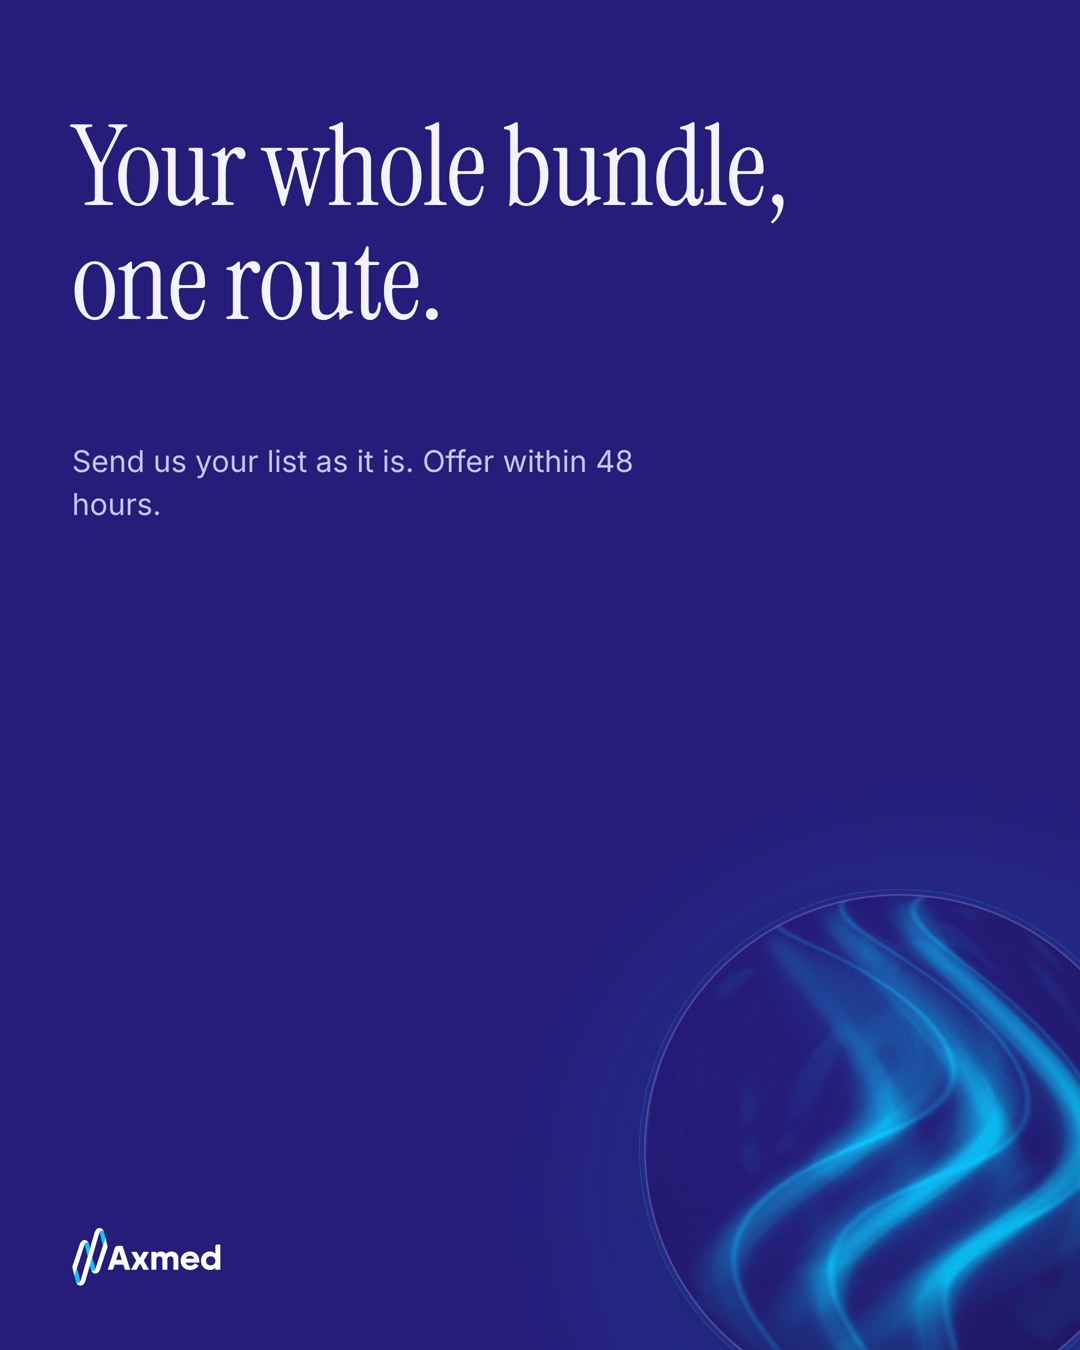 Your whole bundle,
one route.
Send us your list as it is. Offer within 48
hours.
Axmed